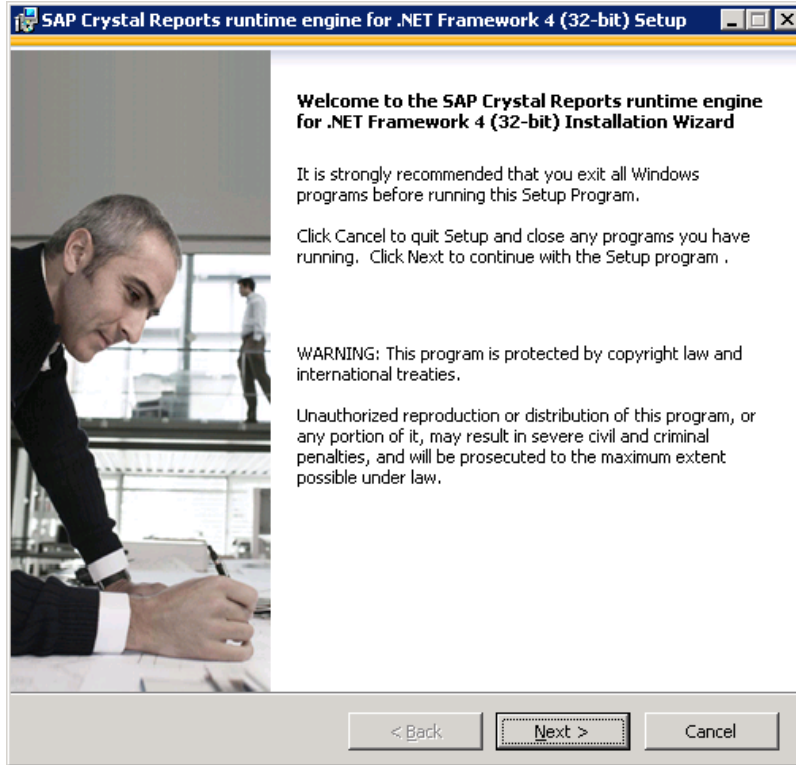 SAP Crystal Reports runtime engine for .NET Framework 4 (32-bit) Setup
Welcome to the SAP Crystal Reports runtime engine
for .NET Framework 4 (32-bit) Installation Wizard
It is strongly recommended that you exit all Windows
programs before running this Setup Program.
Click Cancel to quit Setup and close any programs you have
running.  Click Next to continue with the Setup program .
WARNING: This program is protected by copyright law and
international treaties.
Unauthorized reproduction or distribution of this program, or
any portion of it, may result in severe civil and criminal
penalties, and will be prosecuted to the maximum extent
possible under law.
< Back
Next >
Cancel